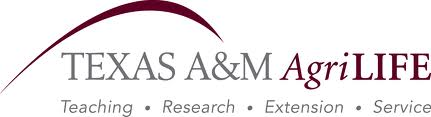 TEXAS A&M AgriLIFE
Teaching • Research • Extension • Service